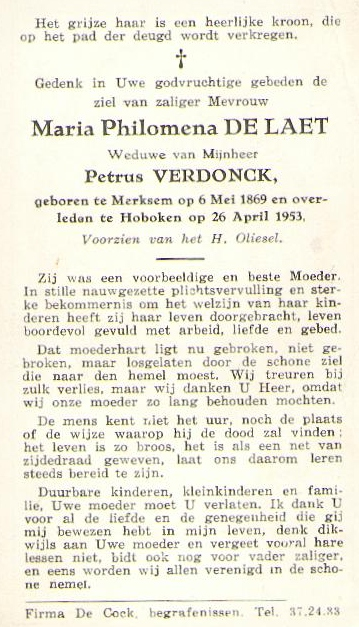 Het grijze haar is een heerlijke kroon, die
op het pad der deugd wordt verkregen.
Gedenk in Uwe godvruchtige gebeden de
ziel van zaliger Mevrouw
Maria Philomena DE LAET
Weduwe van Mijnheer
Petrus VERDONCK,
geboren te Merksem op 6 Mei 1869 en over-
leden te Hoboken op 26 April 1953.
Voorzien van het H. Oliesel.
Zij was een voorbeeldige en beste Moeder.
In stille nauwgezette plichtsvervulling en ster-
ke bekommernis om het welzijn van haar kin-
deren heeft zij haar leven doorgebracht, leven
boordevol gevuld met arbeid, liefde en gebed.
Dat moederhart ligt nu gebroken, niet ge-
broken, maar losgelaten door de schone ziel
die naar den hemel moest. Wij treuren bij
zulk verlies, maar wij danken U Heer, omdat
wij onze moeder zo lang behouden mochten.
De mens kent niet het uur, noch de plaats
of de wijze waarop hij de dood zal vinden ;
het leven is zo broos, het is als een net van
zijdedraad geweven, laat ons daarom leren
steeds bereid te zijn.
Duurbare kinderen, kleinkinderen en fami-
lie, Uwe moeder moet U verlaten. Ik dank U
voor al de liefde en de genegenheid die gij
mij bewezen hebt in mijn leven, denk dik-
wijls aan Uwe moeder en vergeet vooral hare
lessen niet, bidt ook nog voor vader zaliger,
en eens worden wij allen verenigd in de scho-
ne nemel.
Firma De Cock, begrafenissen. Tel. 37.24.33